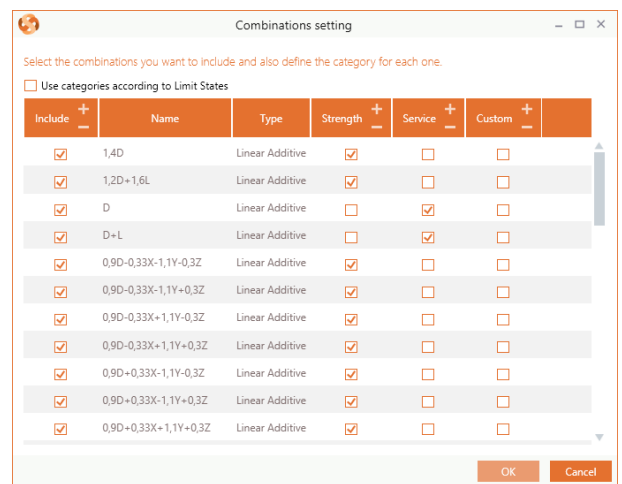 Combinations setting
Select the combinations you want to include and also define the category for each one.
Use categories according to Limit States
Include Name Type Strength Service Custom
1,4D Linear Additive
1,2D+1,6L Linear Additive
D Linear Additive
D+L Linear Additive
0,9D-0,33X-1,1Y-0,3Z Linear Additive
0,9D-0,33X-1,1Y+0,3Z Linear Additive
0,9D-0,33X+1,1Y-0,3Z Linear Additive
0,9D-0,33X+1,1Y+0,3Z Linear Additive
0,9D+0,33X-1,1Y-0,3Z Linear Additive
0,9D+0,33X-1,1Y+0,3Z Linear Additive
0,9D+0,33X+1,1Y+0,3Z Linear Additive
OK Cancel